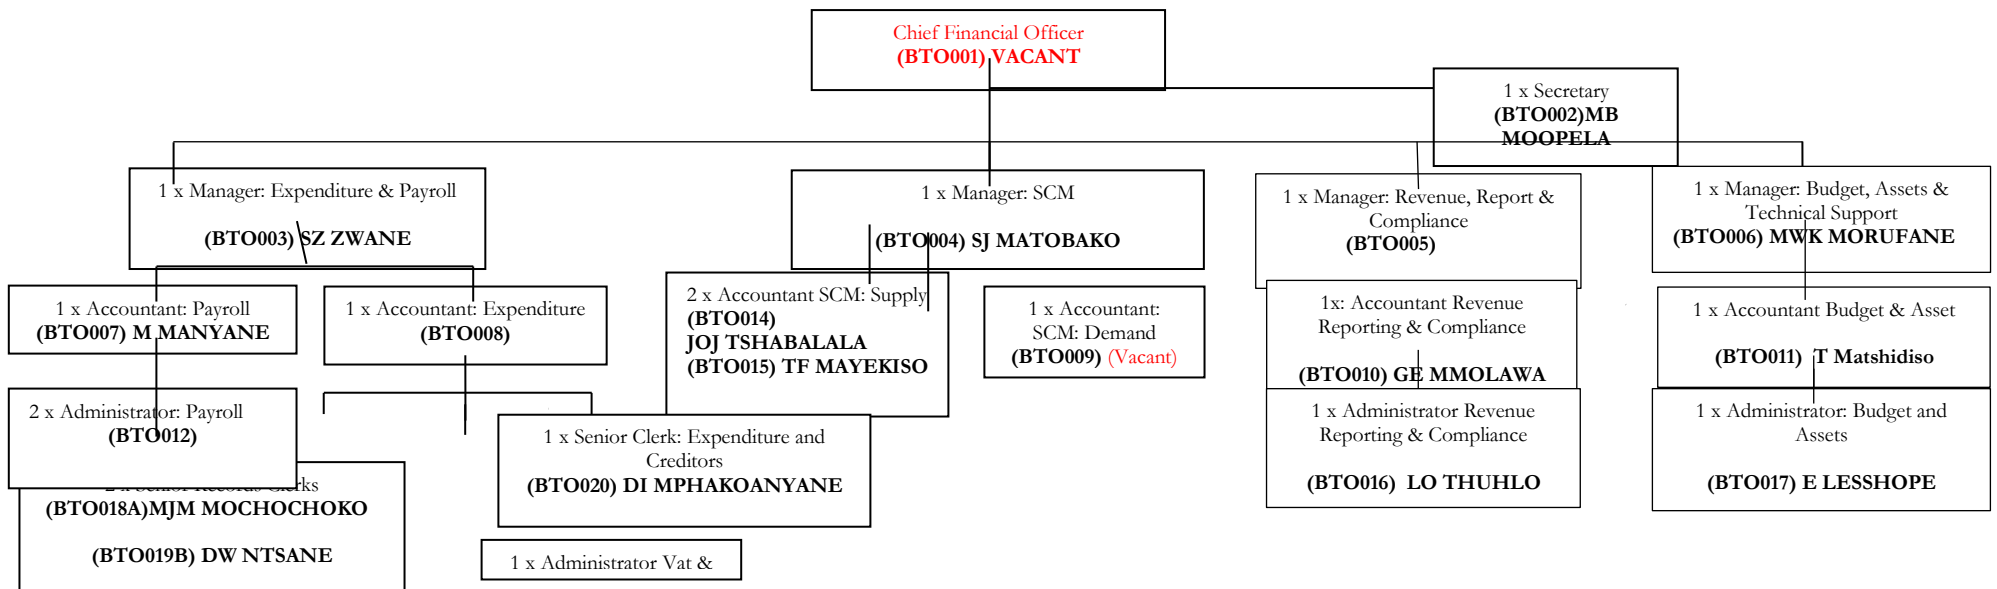 Chief Financial Officer
(BTO001) VACANT
1 x Secretary
(BTO002)MB
MOOPELA
1 x Manager: Expenditure & Payroll
(BTO003) SZ ZWANE
1 x Manager: SCM
(BTO004) SJ MATOBAKO
1 x Manager: Revenue, Report &
Compliance
(BTO005)
1 x Manager: Budget, Assets &
Technical Support
(BTO006) MWK MORUFANE
1 x Accountant: Payroll
(BTO007) M MANYANE
1 x Accountant: Expenditure
(BTO008)
2 x Accountant SCM: Supply
(BTO014)
JOJ TSHABALALA
(BTO015) TF MAYEKISO
1 x Accountant:
SCM: Demand
(BTO009) (Vacant)
1x: Accountant Revenue
Reporting & Compliance
(BTO010) GE MMOLAWA
1 x Accountant Budget & Asset
(BTO011) T Matshidiso
2 x Administrator: Payroll
(BTO012)
1 x Senior Clerk: Expenditure and
Creditors
(BTO020) DI MPHAKOANYANE
1 x Administrator Revenue
Reporting & Compliance
(BTO016) LO THUHLO
1 x Administrator: Budget and
Assets
(BTO017) E LESSHOPE
2 x Senior Records Clerks
(BTO018A)MJM MOCHOCHOKO
(BTO019B) DW NTSANE
1 x Administrator Vat &